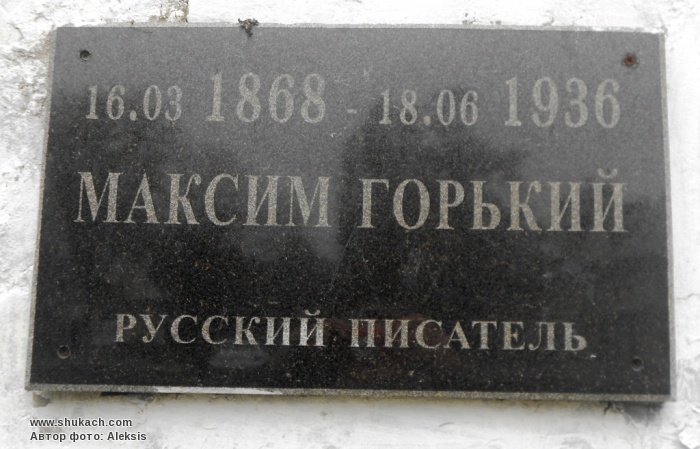 16.03 1868 - 18.06 1936
МАКСИМ ГОРЬКИЙ
РУССКИЙ ПИСАТЕЛЬ
www.shukach.com
Автор фото: Aleksis